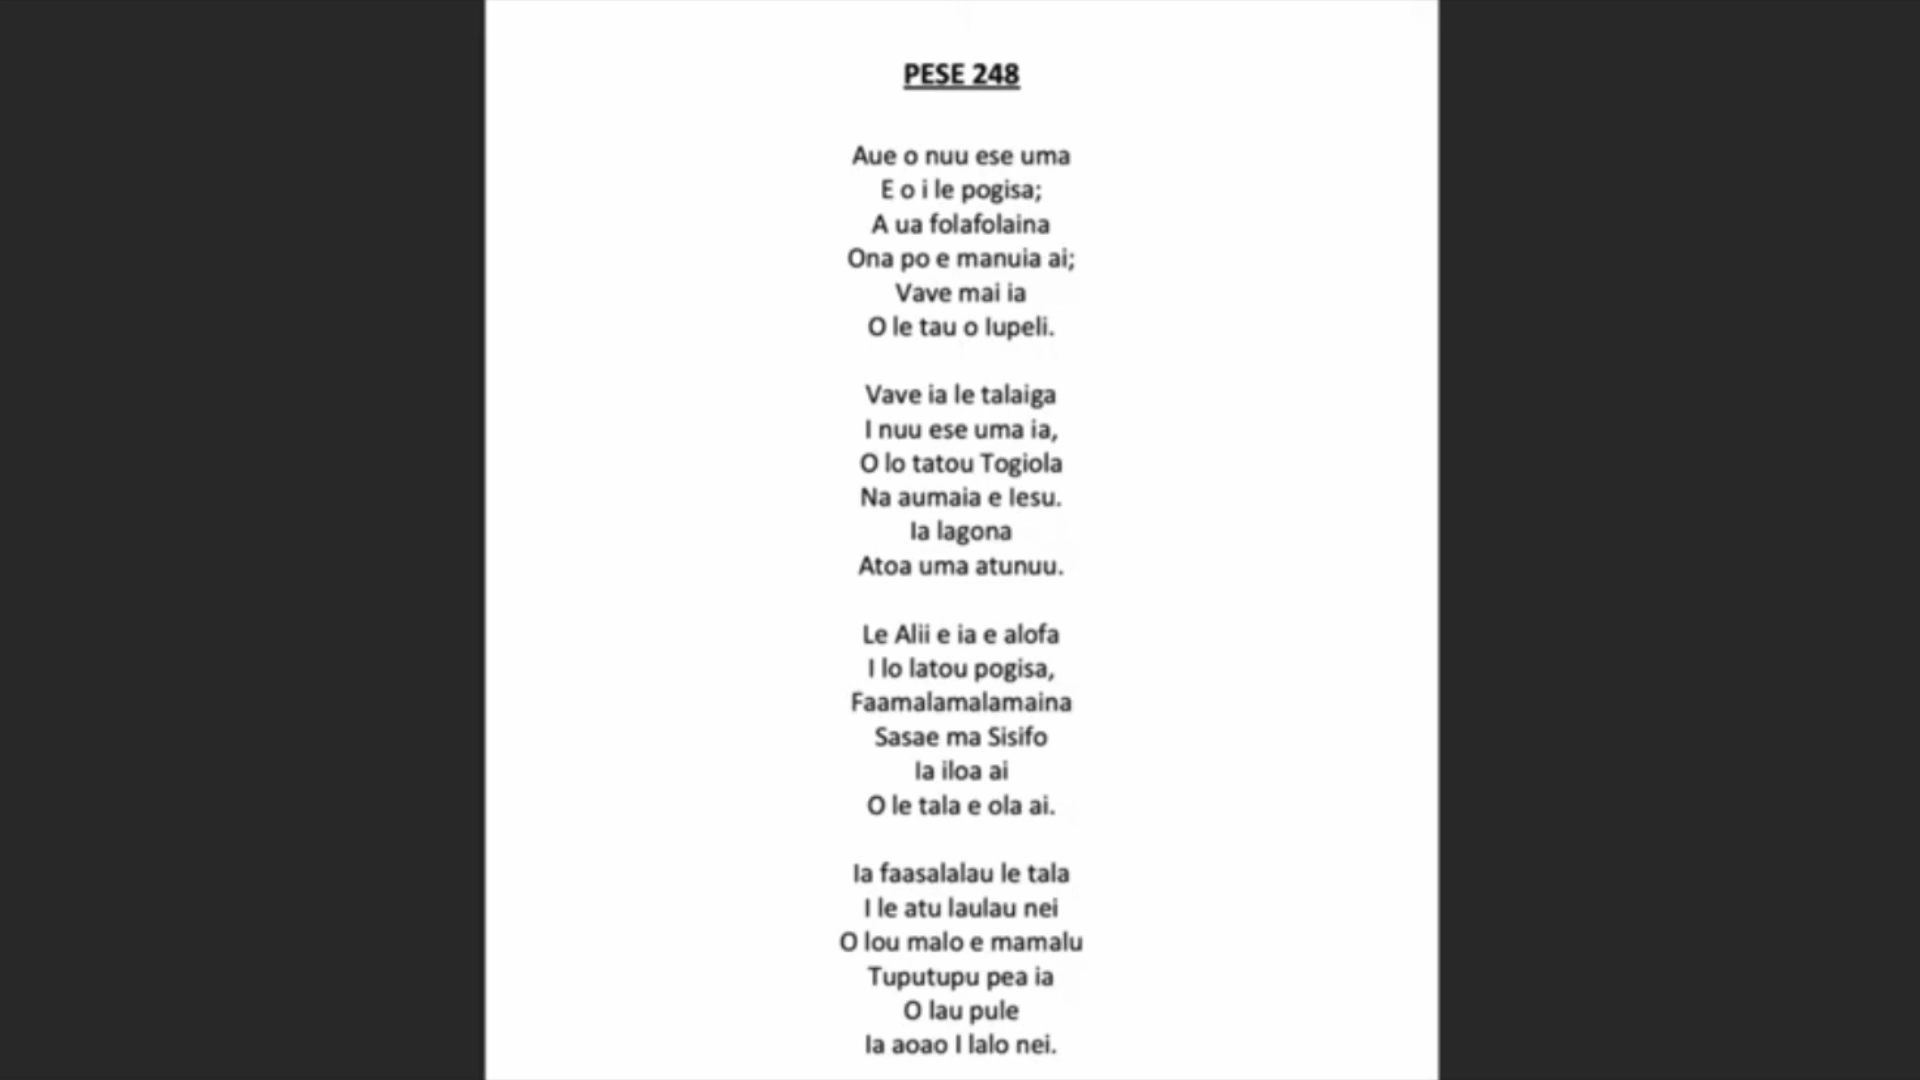 PESE 248
Aue o nuu ese uma
E o i le pogisa;
A ua folafolaina
Ona po e manuia ai;
Vave mai ia
O le tau o Iupeli.
Vave ia le talaiga
I nuu ese uma ia,
O lo tatou Togiola
Na aumaia e Iesu.
Ia lagona
Atoa uma atunuu.
Le Alii e ia e alofa
I lo latou pogisa,
Faamalamalamaina
Sasae ma Sisifo
Ia iloa ai
O le tala e ola ai.
Ia faasalalau le tala
I le atu laulau nei
O lou malo e mamalu
Tuputupu pea ia
O lau pule
Ia aoao I lalo nei.